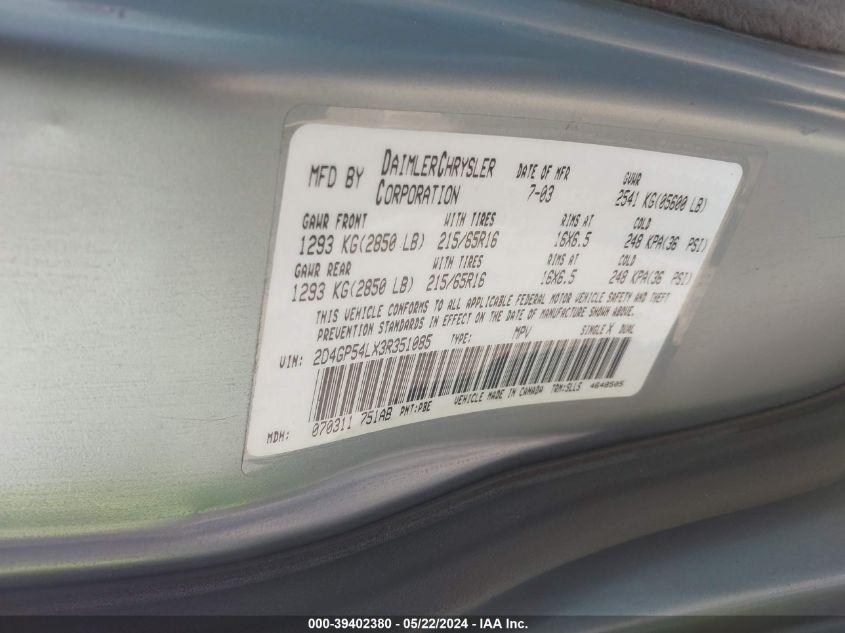 MFD BY DAIMLERCHRYSLER CORPORATION DATE OF MFR 7-03 GVWR 2541 KG(05600 LB)
GAWR FRONT WITH TIRES RIMS AT COLD
1293 KG(2850 LB) 215/65R16 16X6.5 248 KPA(36 PSI)
GAWR REAR WITH TIRES RIMS AT COLD
1293 KG(2850 LB) 215/65R16 16X6.5 248 KPA(36 PSI)
THIS VEHICLE CONFORMS TO ALL APPLICABLE FEDERAL MOTOR VEHICLE SAFETY AND THEFT
PREVENTION STANDARDS IN EFFECT ON THE DATE OF MANUFACTURE SHOWN ABOVE.
VIN: 2D4GP54LX3R351085 TYPE: MPV SINGLE X DUAL
MDH: 070311 751AB PNT:PBE VEHICLE MADE IN CANADA TRM:SLL5 4648505
000-39402380 - 05/22/2024 - IAA Inc.